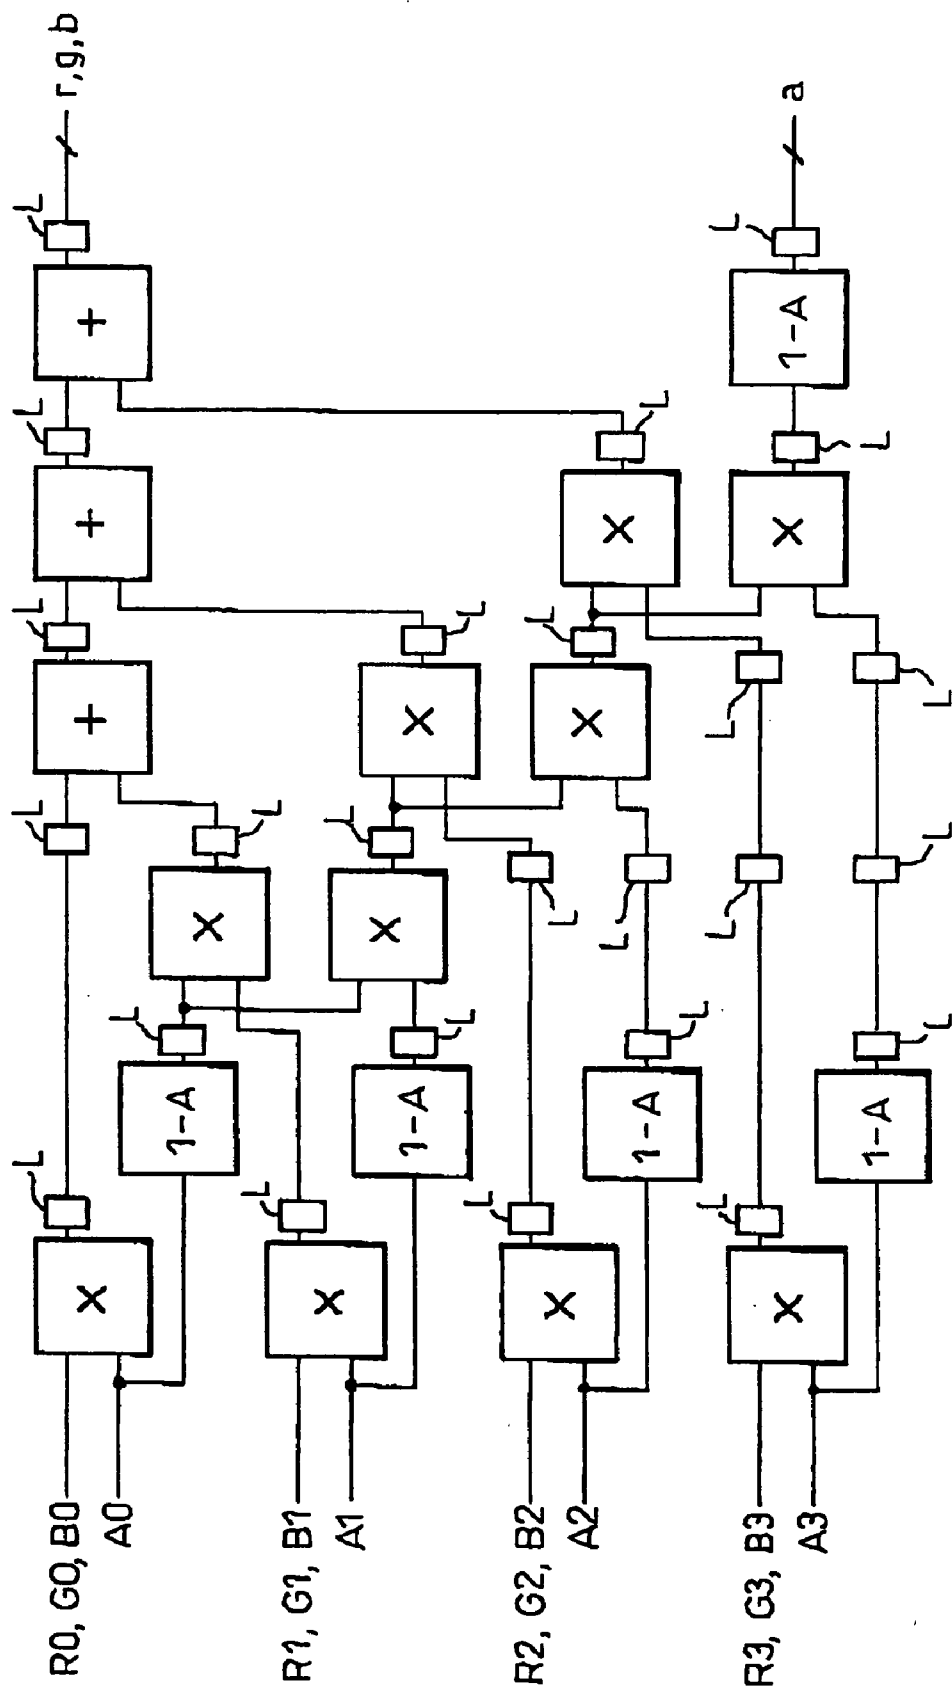 L L L L L
r,g,b
X + + +
R0, G0, B0
A0
L L
1-A X
L L L L
R1, G1, B1
A1
X X X
1-A
L L L
R2, G2, B2
A2
X X X
L L L
1-A
L L L
R3, G3, B3
A3
X X 1-A
a
L L
1-A
L L L